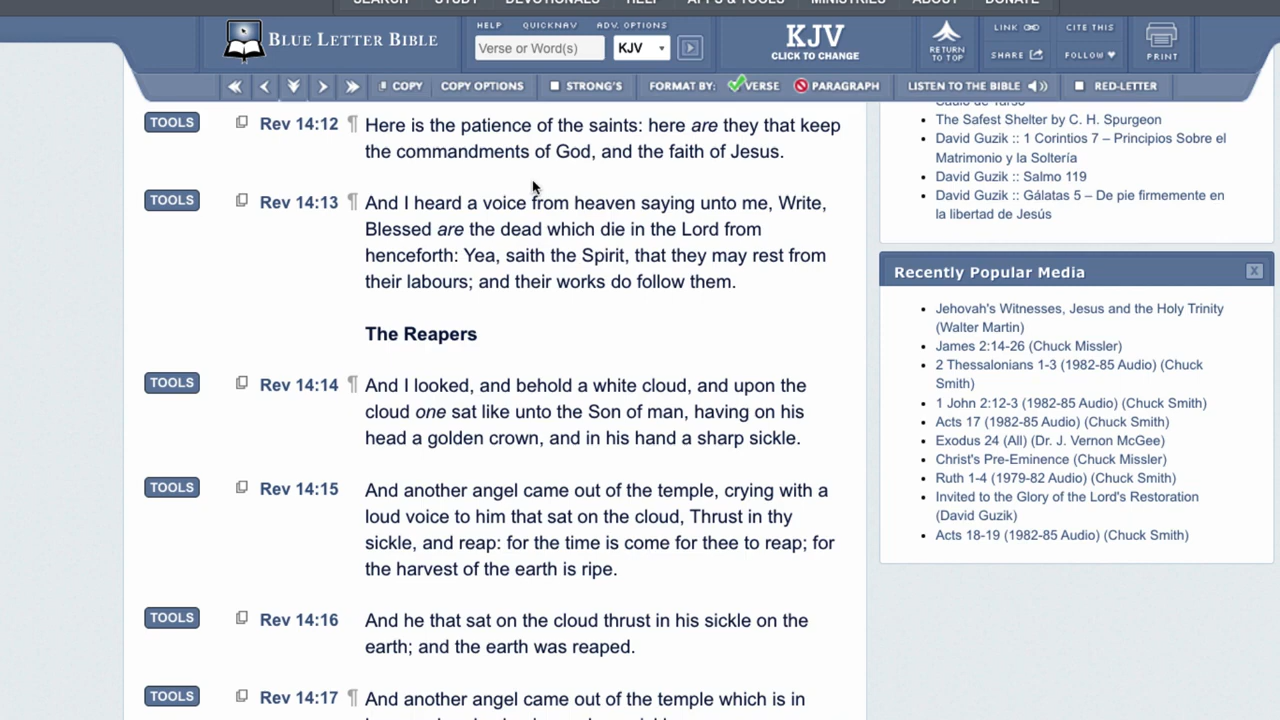 SEARCH STUDY DEVOTIONALS HELP APPS & TOOLS MINISTRIES ABOUT DONATE
BLUE LETTER BIBLE
HELP QUICKNAV ADV. OPTIONS
Verse or Word(s) KJV
KJV
CLICK TO CHANGE
RETURN
TO TOP
LINK
SHARE
CITE THIS
FOLLOW
PRINT
COPY COPY OPTIONS STRONG'S FORMAT BY: VERSE PARAGRAPH LISTEN TO THE BIBLE RED-LETTER
TOOLS Rev 14:12 ¶ Here is the patience of the saints: here are they that keep
the commandments of God, and the faith of Jesus.
TOOLS Rev 14:13 ¶ And I heard a voice from heaven saying unto me, Write,
Blessed are the dead which die in the Lord from
henceforth: Yea, saith the Spirit, that they may rest from
their labours; and their works do follow them.
The Reapers
TOOLS Rev 14:14 ¶ And I looked, and behold a white cloud, and upon the
cloud one sat like unto the Son of man, having on his
head a golden crown, and in his hand a sharp sickle.
TOOLS Rev 14:15 And another angel came out of the temple, crying with a
loud voice to him that sat on the cloud, Thrust in thy
sickle, and reap: for the time is come for thee to reap; for
the harvest of the earth is ripe.
TOOLS Rev 14:16 And he that sat on the cloud thrust in his sickle on the
earth; and the earth was reaped.
TOOLS Rev 14:17 ¶ And another angel came out of the temple which is in
Saulo de Tarso
The Safest Shelter by C. H. Spurgeon
David Guzik :: 1 Corintios 7 – Principios Sobre el
Matrimonio y la Soltería
David Guzik :: Salmo 119
David Guzik :: Gálatas 5 – De pie firmemente en
la libertad de Jesús
Recently Popular Media
Jehovah's Witnesses, Jesus and the Holy Trinity
(Walter Martin)
James 2:14-26 (Chuck Missler)
2 Thessalonians 1-3 (1982-85 Audio) (Chuck
Smith)
1 John 2:12-3 (1982-85 Audio) (Chuck Smith)
Acts 17 (1982-85 Audio) (Chuck Smith)
Exodus 24 (All) (Dr. J. Vernon McGee)
Christ's Pre-Eminence (Chuck Missler)
Ruth 1-4 (1979-82 Audio) (Chuck Smith)
Invited to the Glory of the Lord's Restoration
(David Guzik)
Acts 18-19 (1982-85 Audio) (Chuck Smith)